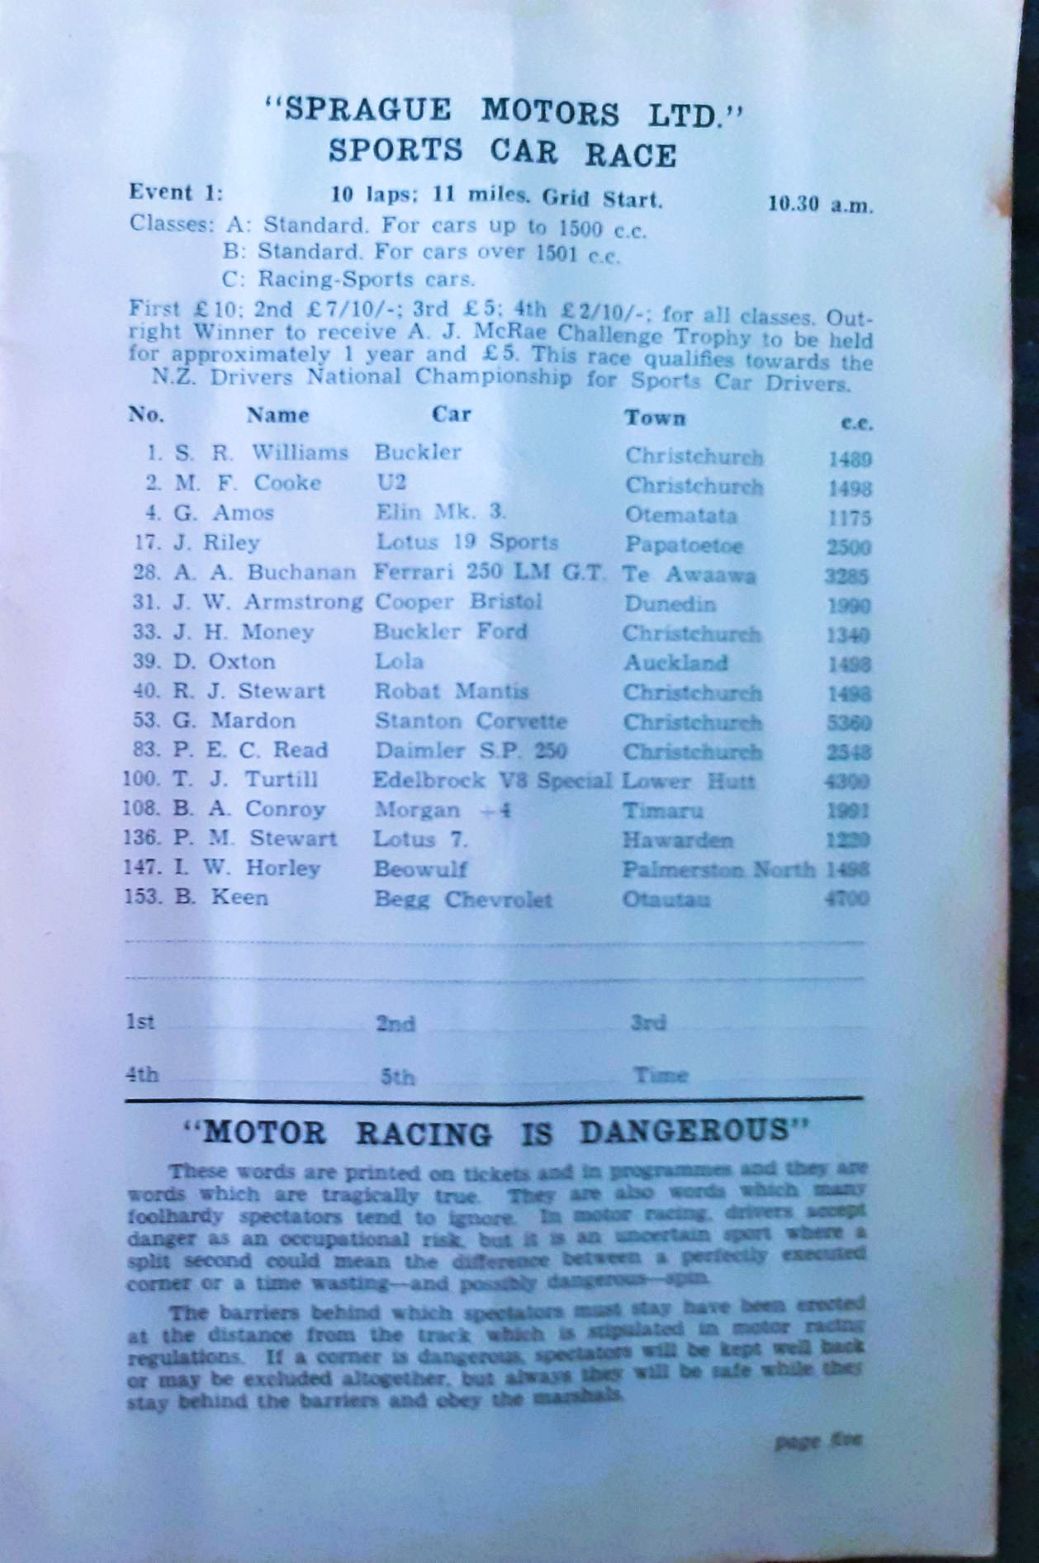 "SPRAGUE MOTORS LTD."
SPORTS CAR RACE
Event 1: 10 laps; 11 miles. Grid Start. 10.30 a.m.
Classes: A: Standard. For cars up to 1500 c.c.
B: Standard. For cars over 1501 c.c.
C: Racing-Sports cars.
First £10; 2nd £7/10/-; 3rd £5; 4th £2/10/-; for all classes. Out-
right Winner to receive A. J. McRae Challenge Trophy to be held
for approximately 1 year and £5. This race qualifies towards the
N.Z. Drivers National Championship for Sports Car Drivers.
No. Name Car Town c.c.
1. S. R. Williams Buckler Christchurch 1489
2. M. F. Cooke U2 Christchurch 1498
4. G. Amos Elin Mk. 3. Otematata 1175
17. J. Riley Lotus 19 Sports Papatoetoe 2500
28. A. A. Buchanan Ferrari 250 LM G.T. Te Awaawa 3285
31. J. W. Armstrong Cooper Bristol Dunedin 1990
33. J. H. Money Buckler Ford Christchurch 1340
39. D. Oxton Lola Auckland 1498
40. R. J. Stewart Robat Mantis Christchurch 1498
53. G. Mardon Stanton Corvette Christchurch 5360
83. P. E. C. Read Daimler S.P. 250 Christchurch 2548
100. T. J. Turtill Edelbrock V8 Special Lower Hutt 4300
108. B. A. Conroy Morgan +4 Timaru 1991
136. P. M. Stewart Lotus 7. Hawarden
147. I. W. Horley Beowulf Palmerston North 1498
153. B. Keen Begg Chevrolet Otautau 4700
1st 2nd 3rd
4th 5th Time
"MOTOR RACING IS DANGEROUS"
These words are printed on tickets and in programmes and they are
words which are tragically true. They are also words which many
foolhardy spectators tend to ignore. In motor racing, drivers accept
danger as an occupational risk, but it is an uncertain sport where a
split second could mean the difference between a perfectly executed
corner or a time wasting—and possibly dangerous—spin.
The barriers behind which spectators must stay have been erected
at the distance from the track which is stipulated in motor racing
regulations. If a corner is dangerous, spectators will be kept well back
or may be excluded altogether, but always they will be safe while they
stay behind the barriers and obey the marshals.
page five